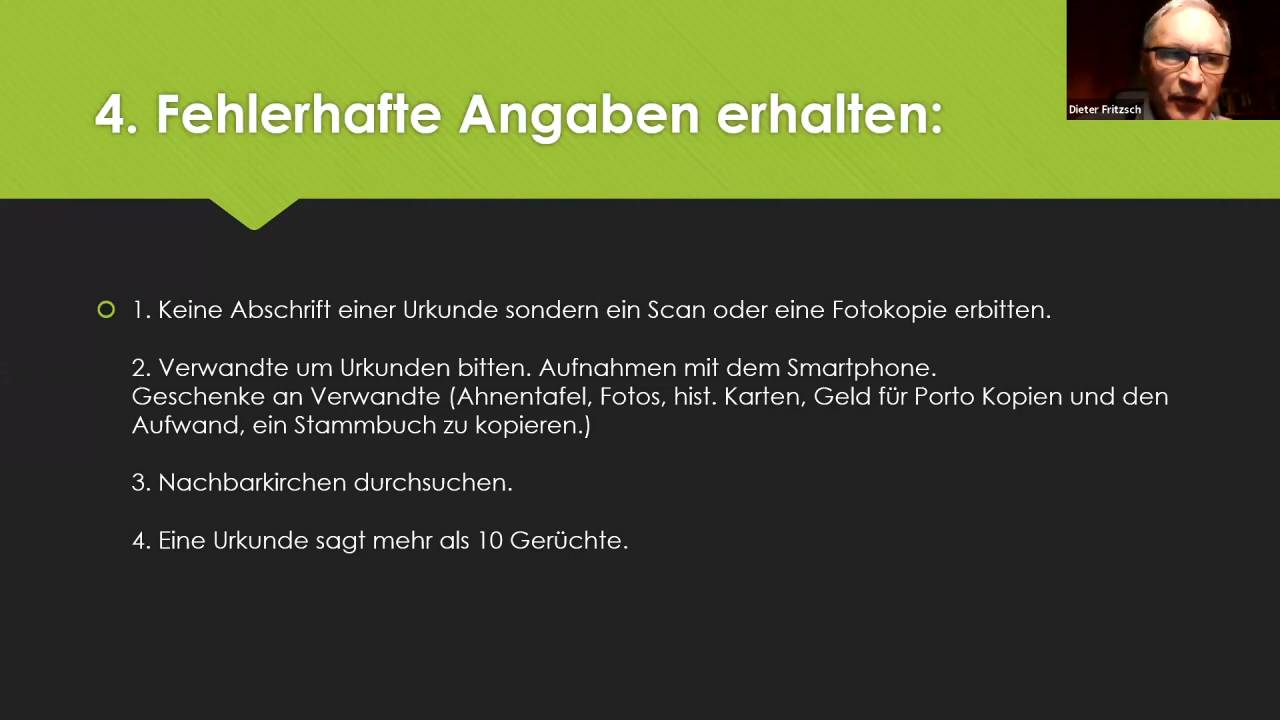 4. Fehlerhafte Angaben erhalten:
Dieter Fritzsch
1. Keine Abschrift einer Urkunde sondern ein Scan oder eine Fotokopie erbitten.
2. Verwandte um Urkunden bitten. Aufnahmen mit dem Smartphone.
Geschenke an Verwandte (Ahnentafel, Fotos, hist. Karten, Geld für Porto Kopien und den
Aufwand, ein Stammbuch zu kopieren.)
3. Nachbarkirchen durchsuchen.
4. Eine Urkunde sagt mehr als 10 Gerüchte.